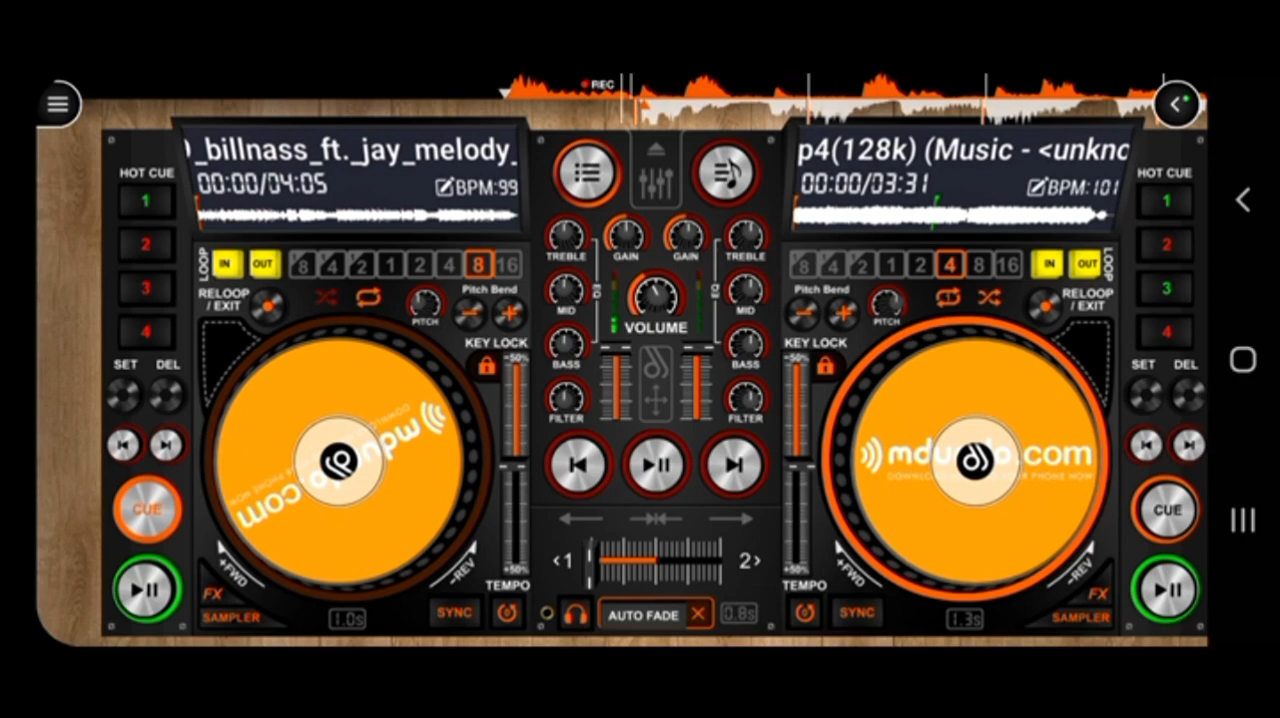 REC
_billnass_ft._jay_melody_
00:00/04:05
BPM:99
p4(128k) (Music - <unkno
00:00/03:31
BPM:101
HOT CUE
1
2
3
4
SET DEL
CUE
LOOP
IN OUT
/8 /4 /2 1 2 4 8 16
RELOOP / EXIT
PITCH
Pitch Bend
- +
KEY LOCK
-50%
+50%
+FWD
-REV
TEMPO
FX
SAMPLER
1.0s
SYNC
TREBLE GAIN GAIN TREBLE
EQ
EQ
MID MID
VOLUME
BASS BASS
FILTER FILTER
<1 2>
AUTO FADE X
0.8s
/8 /4 /2 1 2 4 8 16
IN OUT
LOOP
Pitch Bend
- +
PITCH
RELOOP / EXIT
KEY LOCK
-50%
+50%
mdundo.com
mdundo.com
+FWD
-REV
TEMPO
SYNC
1.3s
FX
SAMPLER
HOT CUE
1
2
3
4
SET DEL
CUE